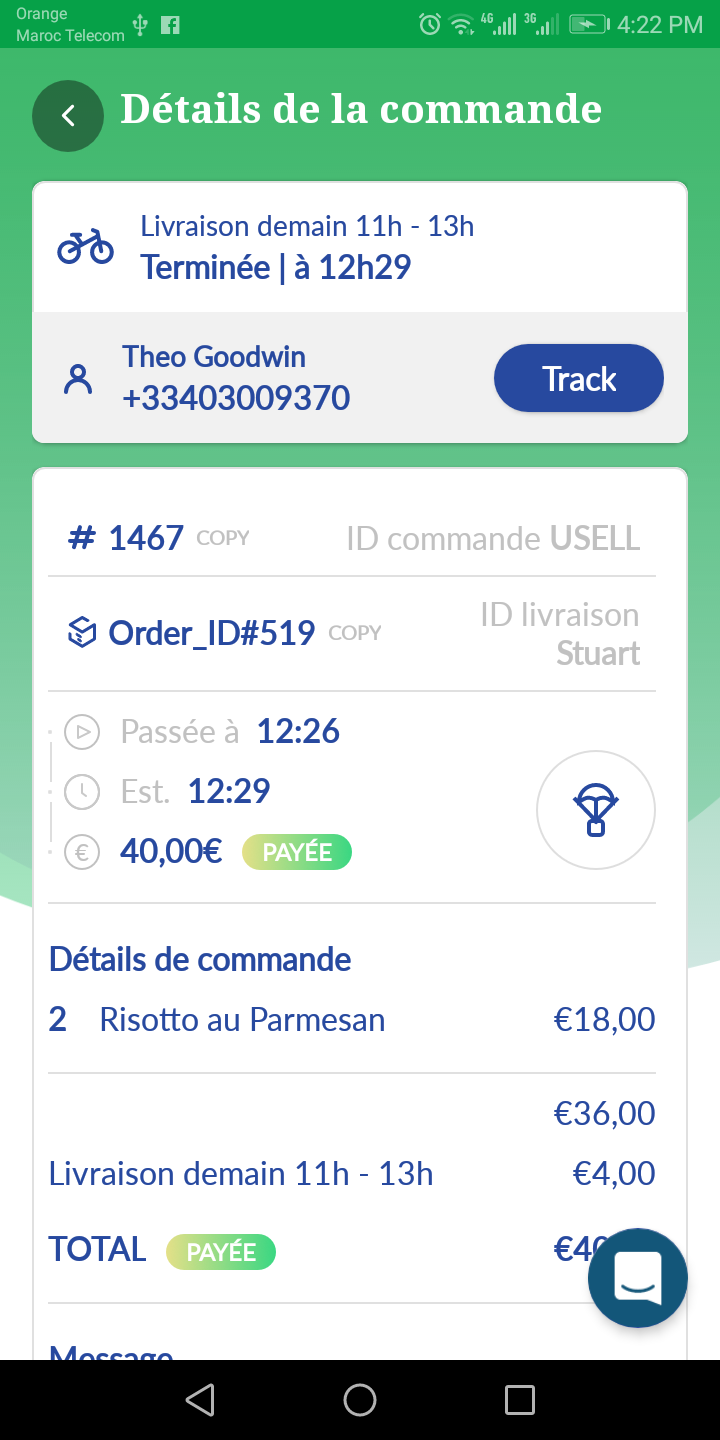 Orange
Maroc Telecom
4G 3G 4:22 PM
Détails de la commande
Livraison demain 11h - 13h
Terminée | à 12h29
Theo Goodwin
+33403009370
Track
# 1467 COPY ID commande USELL
Order_ID#519 COPY ID livraison
Stuart
Passée à 12:26
Est. 12:29
€ 40,00€ PAYÉE
Détails de commande
2 Risotto au Parmesan €18,00
€36,00
Livraison demain 11h - 13h €4,00
TOTAL PAYÉE €40
Message